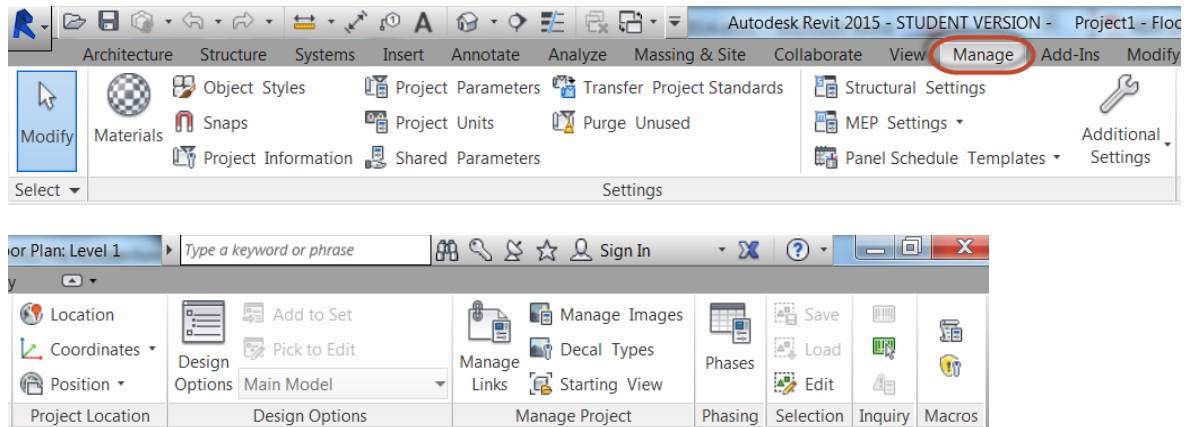 Autodesk Revit 2015 - STUDENT VERSION - Project1 - Floo
Architecture Structure Systems Insert Annotate Analyze Massing & Site Collaborate View Manage Add-Ins Modify
Object Styles Project Parameters Transfer Project Standards Structural Settings
Modify Materials Snaps Project Units Purge Unused MEP Settings Additional Settings
Project Information Shared Parameters Panel Schedule Templates
Select Settings
or Plan: Level 1 Type a keyword or phrase Sign In
y
Location Add to Set Manage Images Save
Coordinates Design Options Pick to Edit Manage Links Decal Types Phases Load
Position Main Model Starting View Edit
Project Location Design Options Manage Project Phasing Selection Inquiry Macros